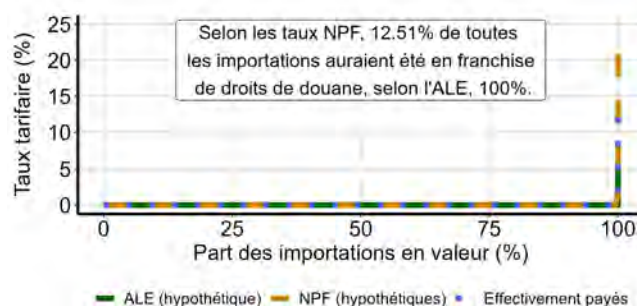 Selon les taux NPF, 12.51% de toutes
les importations auraient été en franchise
de droits de douane, selon l'ALE, 100%.
Taux tarifaire (%)
25
20
15
10
5
0
0 25 50 75 100
Part des importations en valeur (%)
ALE (hypothétique) NPF (hypothétiques) Effectivement payés